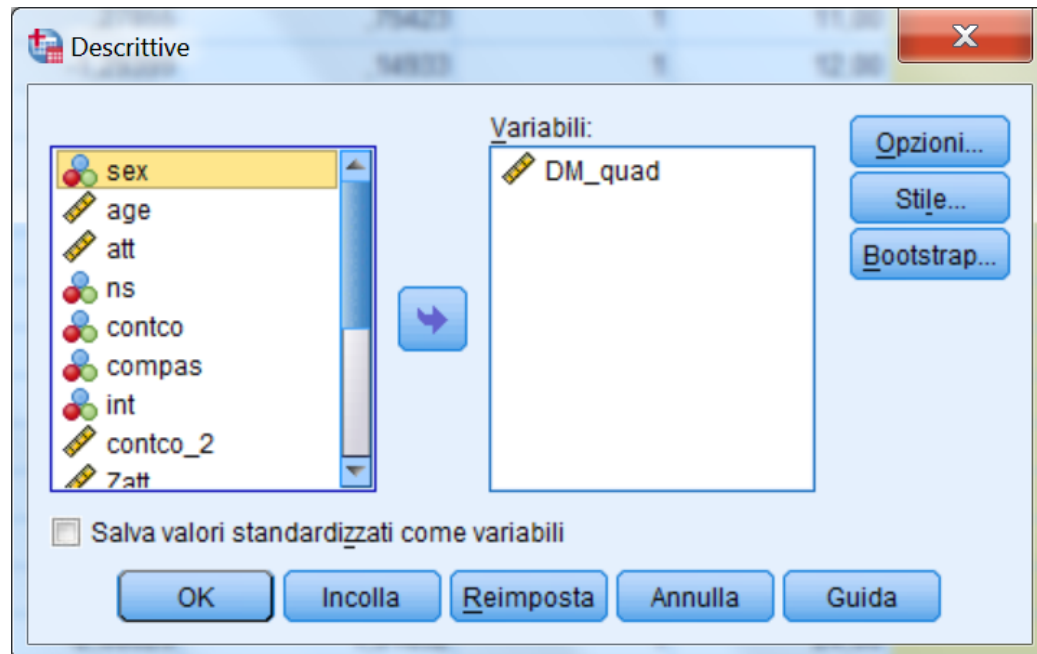 Descrittive
Variabili:
sex
age
att
ns
contco
compas
int
contco_2
Zatt
DM_quad
Opzioni...
Stile...
Bootstrap...
Salva valori standardizzati come variabili
OK
Incolla
Reimposta
Annulla
Guida